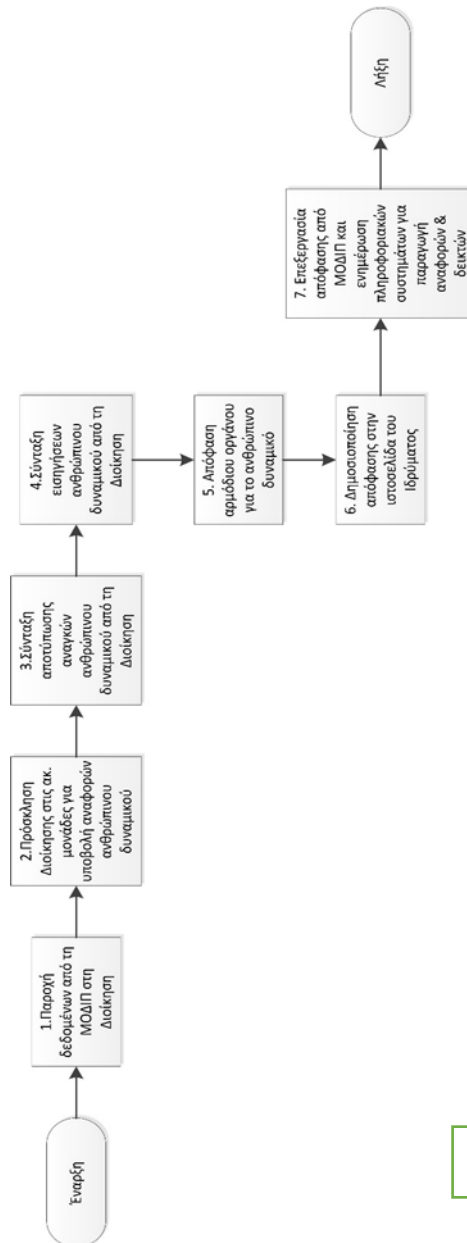 Έναρξη
1.Παροχή
δεδομένων από τη
ΜΟΔΙΠ στη
Διοίκηση
2.Πρόσκληση
Διοίκησης στις ακ.
μονάδες για
υποβολή αναφορών
ανθρώπινου
δυναμικού
3.Σύνταξη
αποτύπωσης
αναγκών
ανθρώπινου
δυναμικού από τη
Διοίκηση
4.Σύνταξη
εισηγήσεων
ανθρώπινου
δυναμικού από τη
Διοίκηση
5. Απόφαση
αρμόδιου οργάνου
για το ανθρώπινο
δυναμικό
6. Δημοσιοποίηση
απόφασης στην
ιστοσελίδα του
Ιδρύματος
7. Επεξεργασία
απόφασης από
ΜΟΔΙΠ και
ενημέρωση
πληροφοριακών
συστημάτων για
παραγωγή
αναφορών &
δεικτών
Λήξη